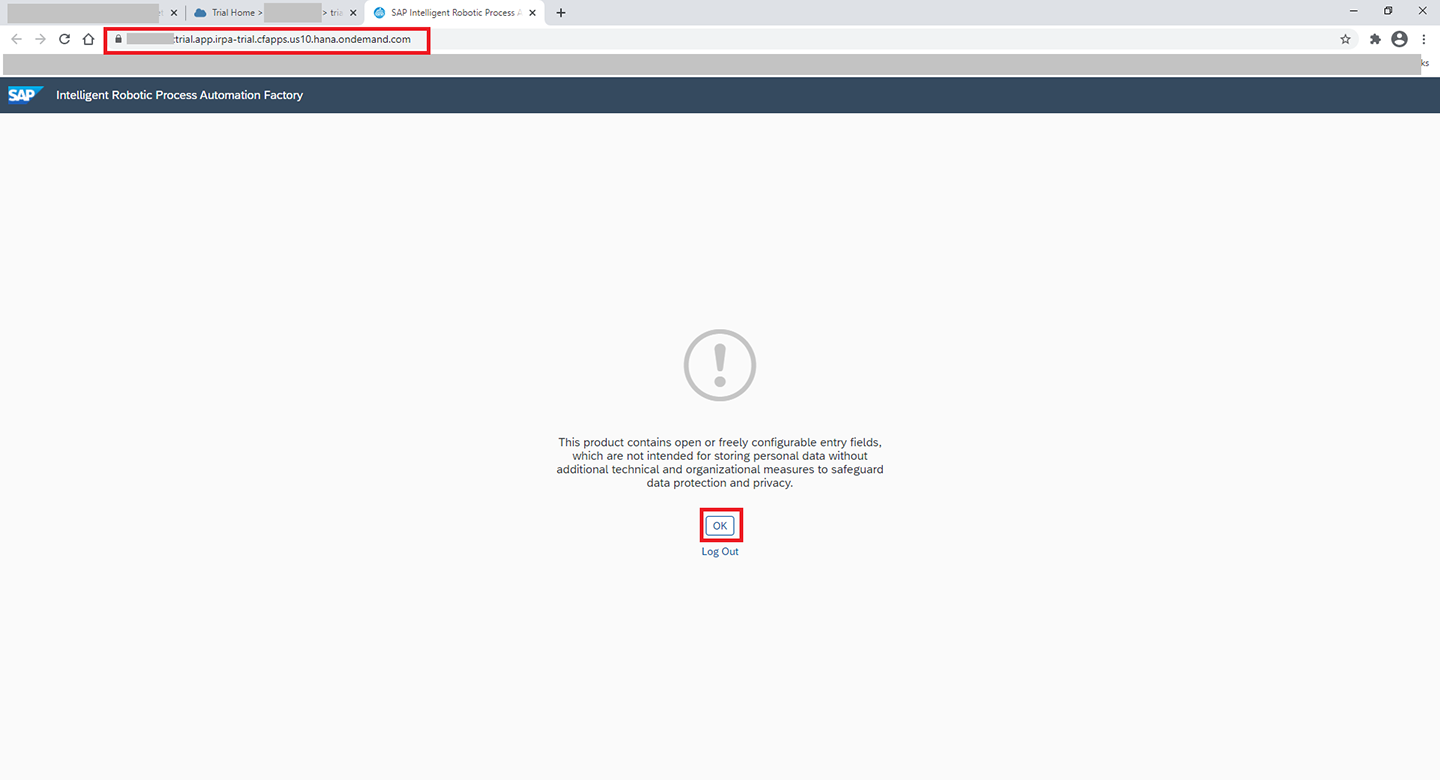 Trial Home > > tria
SAP Intelligent Robotic Process A
trial.app.irpa-trial.cfapps.us10.hana.ondemand.com
ks
SAP Intelligent Robotic Process Automation Factory
This product contains open or freely configurable entry fields,
which are not intended for storing personal data without
additional technical and organizational measures to safeguard
data protection and privacy.
OK
Log Out